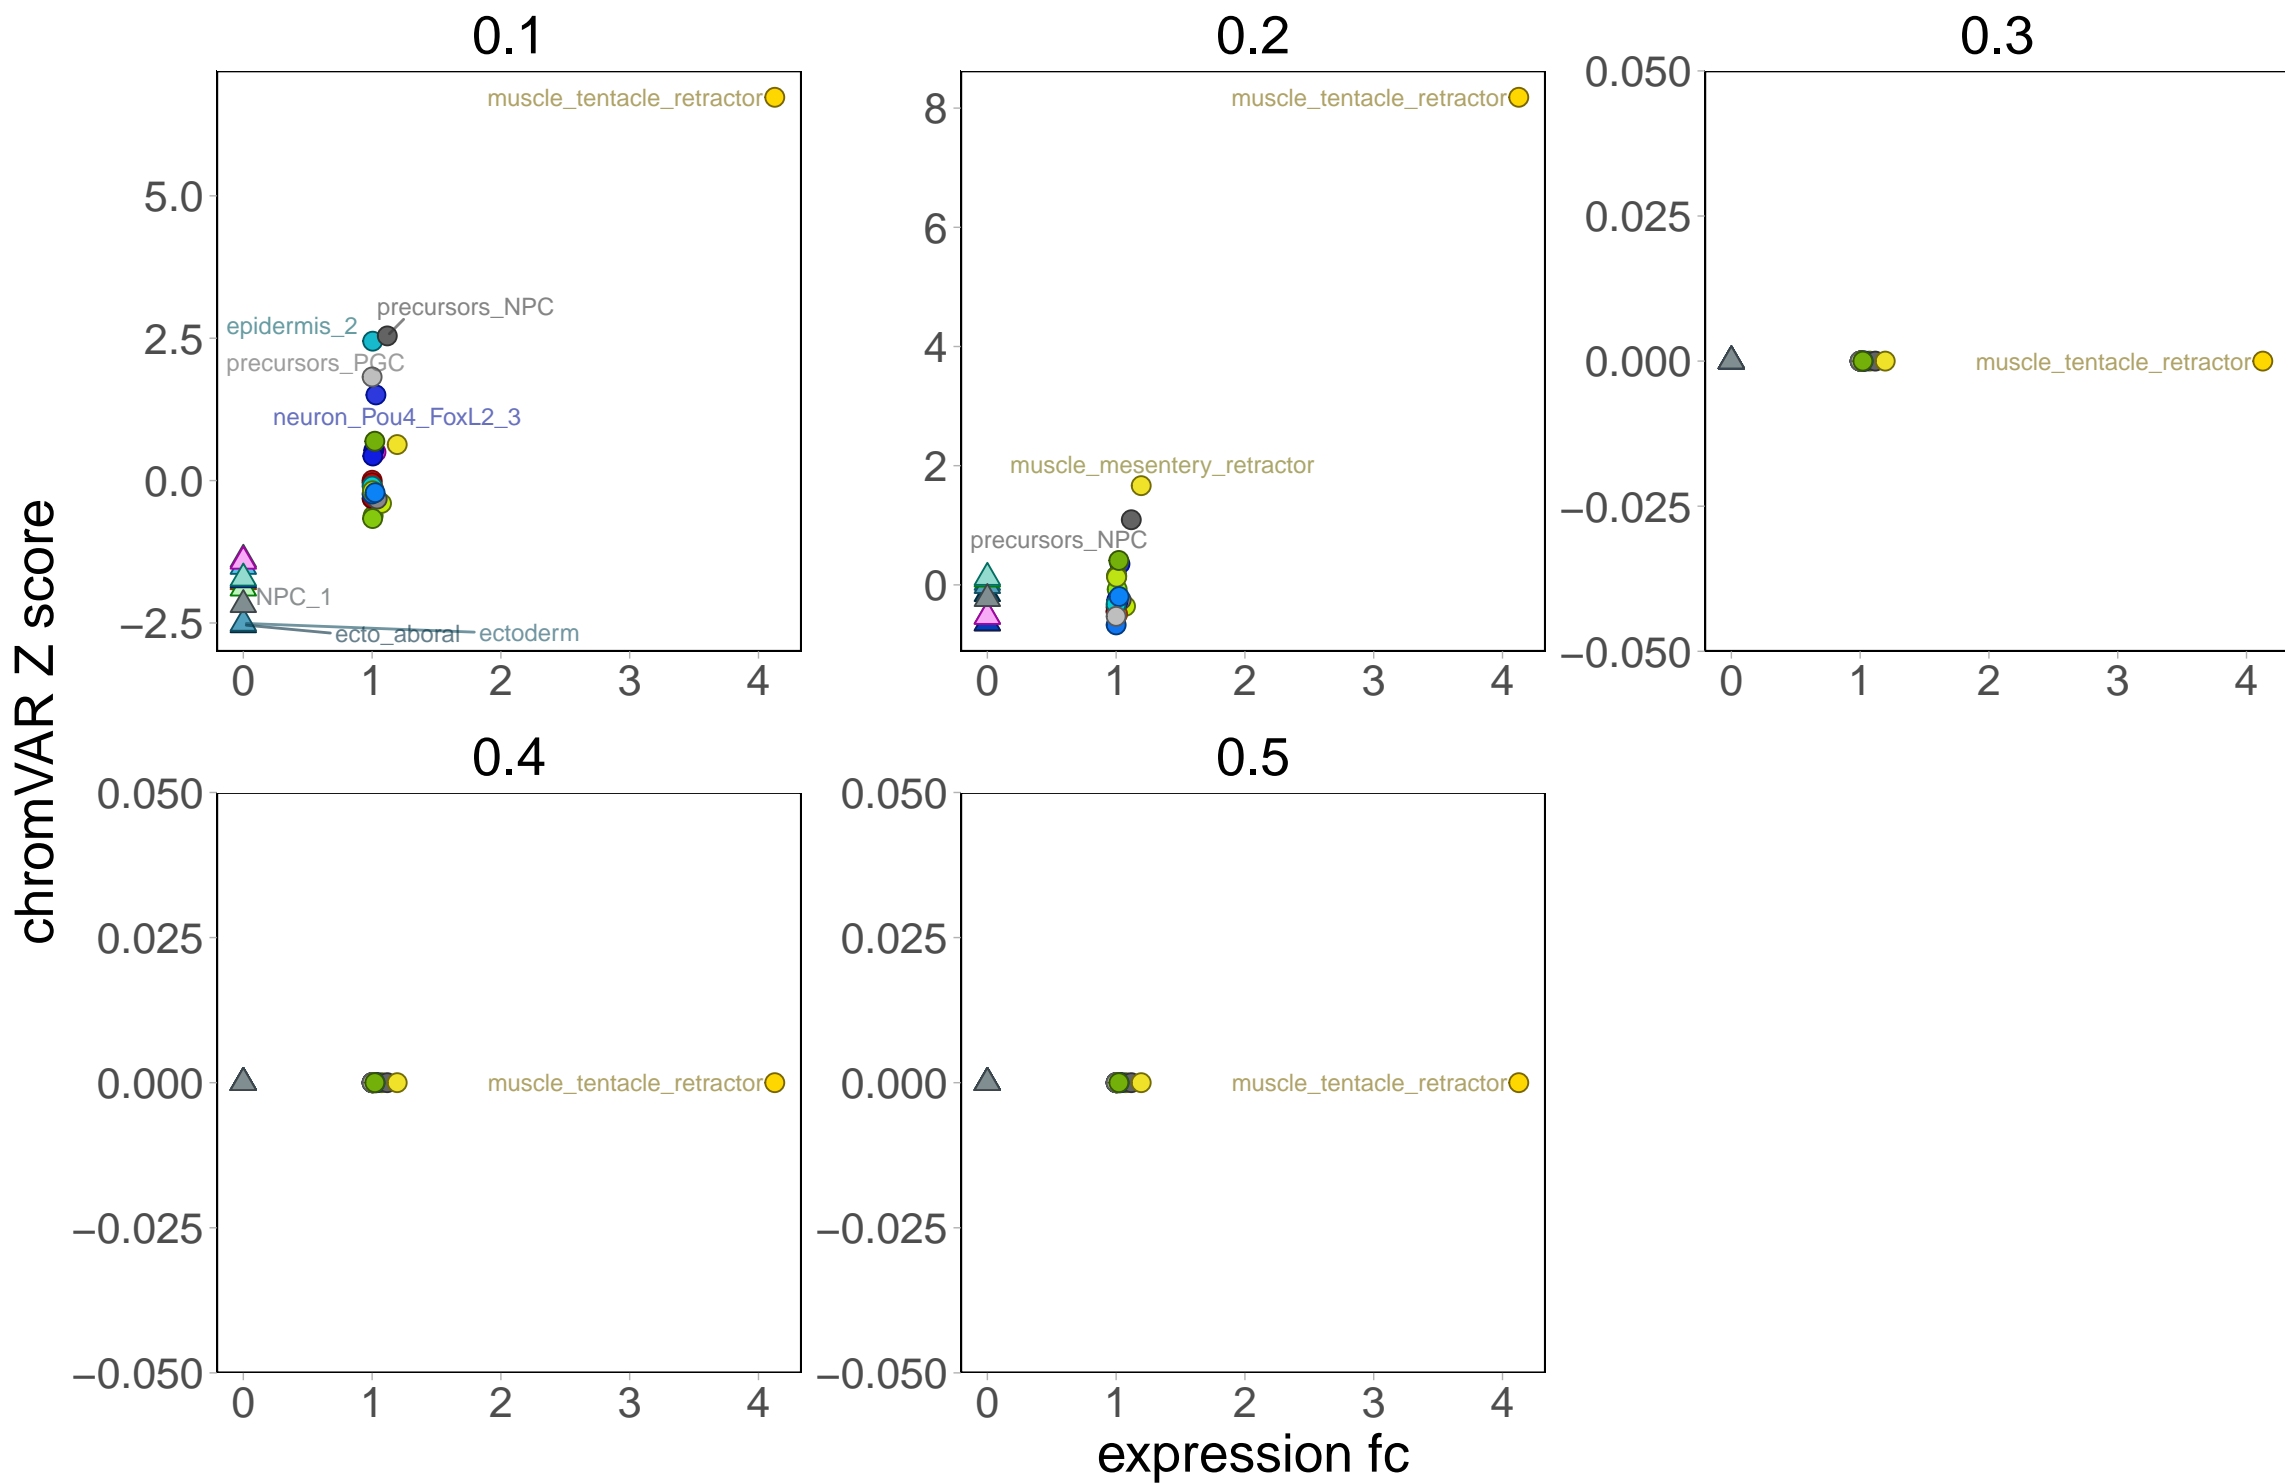 0.1
0.2
0.3
muscle_tentacle_retractor
5.0
2.5
0.0
−2.5
epidermis_2
precursors_NPC
precursors_PGC
neuron_Pou4_FoxL2_3
NPC_1
ecto_aboral
ectoderm
0 1 2 3 4
muscle_tentacle_retractor
8
6
4
2
0
muscle_mesentery_retractor
precursors_NPC
0 1 2 3 4
0.050
0.025
0.000
−0.025
−0.050
muscle_tentacle_retractor
0 1 2 3 4
chromVAR Z score
0.4
0.5
0.050
0.025
0.000
−0.025
−0.050
muscle_tentacle_retractor
0 1 2 3 4
0.050
0.025
0.000
−0.025
−0.050
muscle_tentacle_retractor
0 1 2 3 4
expression fc